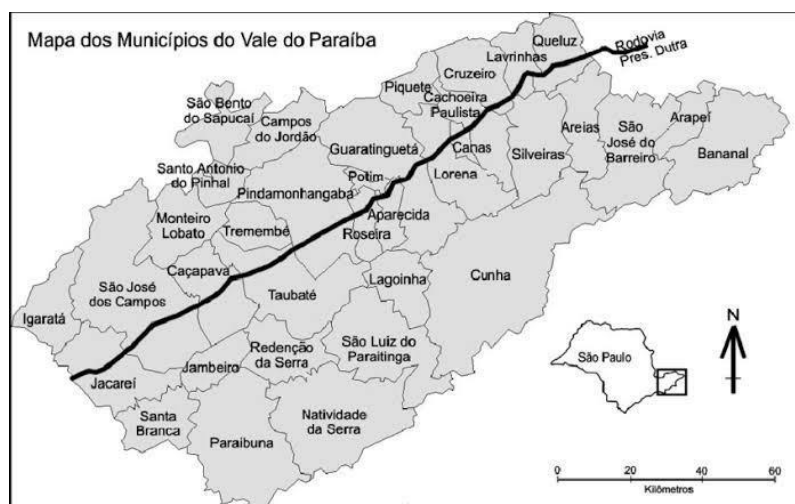 Mapa dos Municípios do Vale do Paraíba
Queluz
Rodovia
Pres. Dutra
Lavrinhas
Cruzeiro
Piquete
Cachoeira
Paulista
São Bento
do Sapucaí
Campos
do Jordão
Guaratinguetá
Canas
Silveiras
Areias
São
José do
Barreiro
Arapeí
Bananal
Santo Antonio
do Pinhal
Potim
Lorena
Pindamonhangaba
Monteiro
Lobato
Tremembé
Aparecida
Roseira
Caçapava
Lagoinha
Cunha
São José
dos Campos
Taubaté
Igaratá
Redenção
da Serra
São Luiz do
Paraitinga
Jambeiro
Jacareí
Santa
Branca
Paraibuna
Natividade
da Serra
São Paulo
N
0 20 40 60
Kilômetros